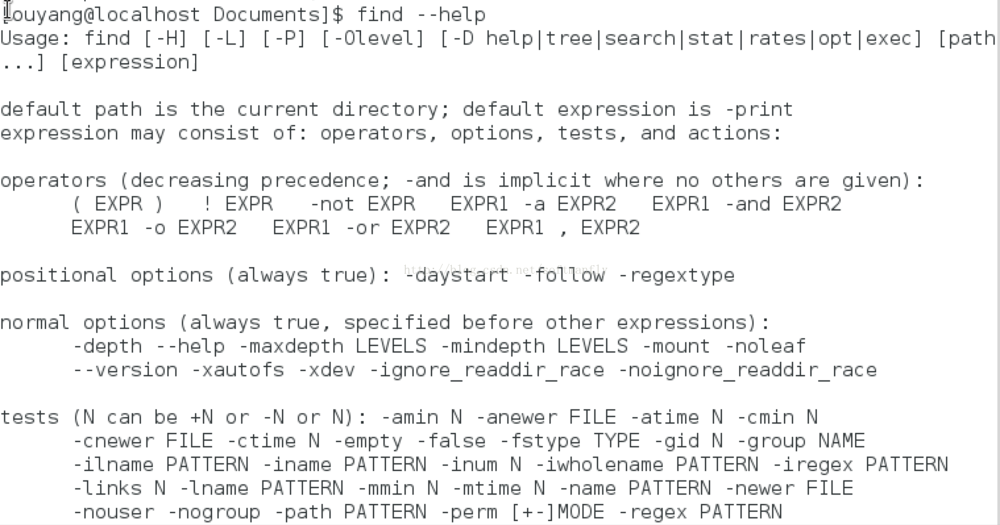 [ouyang@localhost Documents]$ find --help
Usage: find [-H] [-L] [-P] [-Olevel] [-D help|tree|search|stat|rates|opt|exec] [path
...] [expression]
default path is the current directory; default expression is -print
expression may consist of: operators, options, tests, and actions:
operators (decreasing precedence; -and is implicit where no others are given):
( EXPR )   ! EXPR   -not EXPR   EXPR1 -a EXPR2   EXPR1 -and EXPR2
EXPR1 -o EXPR2   EXPR1 -or EXPR2   EXPR1 , EXPR2
http://blog.csdn.net/softmanfly
positional options (always true): -daystart -follow -regextype
normal options (always true, specified before other expressions):
-depth --help -maxdepth LEVELS -mindepth LEVELS -mount -noleaf
--version -xautofs -xdev -ignore_readdir_race -noignore_readdir_race
tests (N can be +N or -N or N): -amin N -anewer FILE -atime N -cmin N
-cnewer FILE -ctime N -empty -false -fstype TYPE -gid N -group NAME
-ilname PATTERN -iname PATTERN -inum N -iwholename PATTERN -iregex PATTERN
-links N -lname PATTERN -mmin N -mtime N -name PATTERN -newer FILE
-nouser -nogroup -path PATTERN -perm [+-]MODE -regex PATTERN